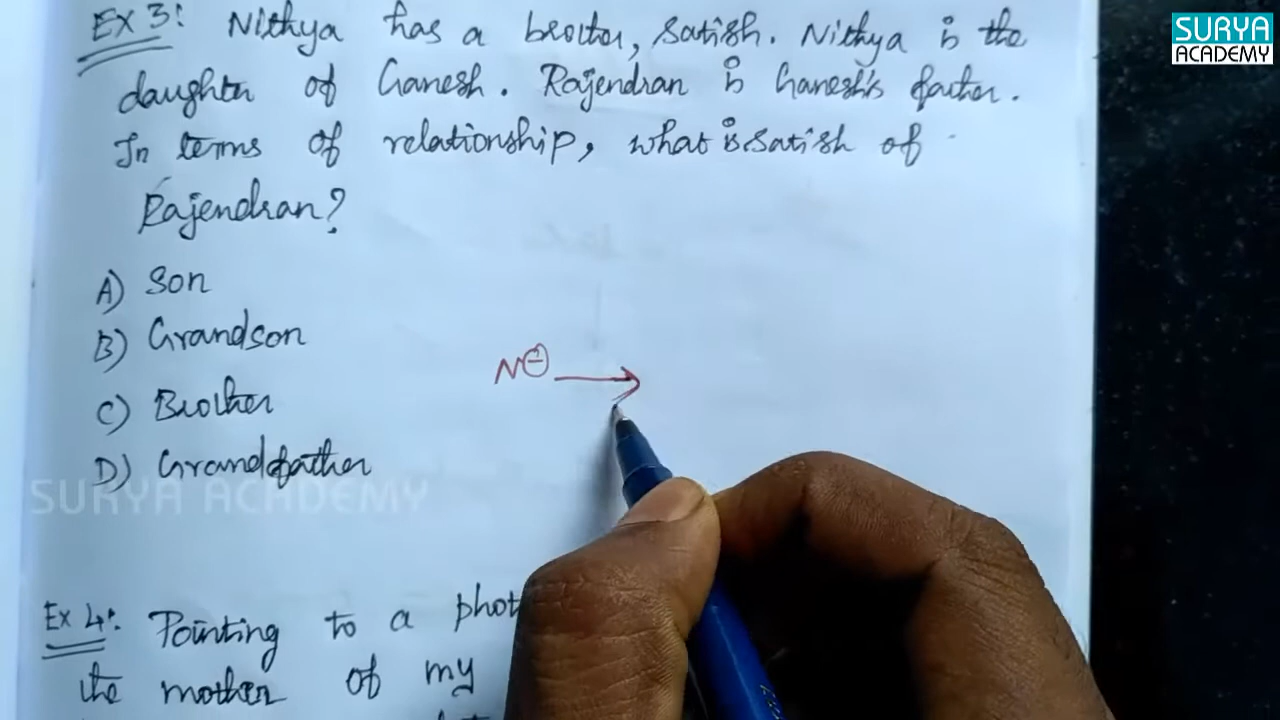 SURYA
ACADEMY
Ex 3: Nithya has a brother, Satish. Nithya is the
daughter of Ganesh. Rajendran is Ganesh's father.
In terms of relationship, what is Satish of
Rajendran?
A) Son
B) Grandson
C) Brother
D) Grandfather
N -
SURYA ACADEMY
Ex 4: Pointing to a phot
the mother of my